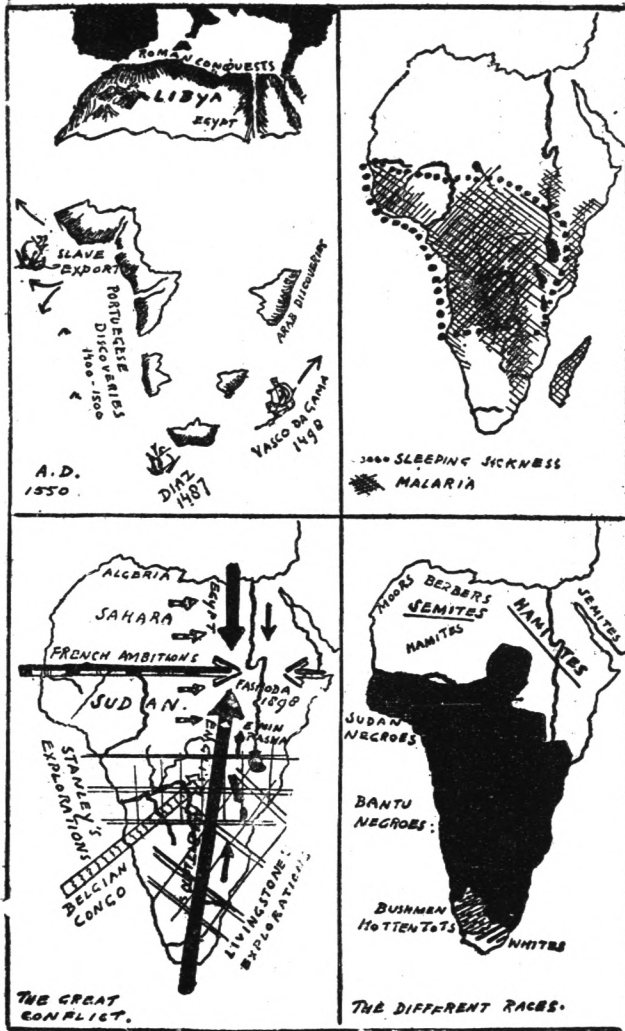 ROMAN CONQUESTS
LIBYA
EGYPT
SLAVE
EXPORT
PORTUEGESE
DISCOVERIES
1400-1500
ARAB DISCOVERIES
VASCO DA GAMA
1498
DIAZ
1487
A.D.
1550
SLEEPING SICKNESS
MALARIA
ALGERIA
EGYPT
SAHARA
FRENCH AMBITIONS
SUDAN.
FASHODA
1898
EMIN
PASHA
STANLEY'S
EXPLORATIONS
BELGIAN
CONGO
LIVINGSTONE'S
EXPLORATIONS
THE GREAT
CONFLICT.
MOORS
BERBERS
SEMITES
HAMITES
HAMITES
SEMITES
SUDAN
NEGROES
BANTU
NEGROES:
BUSHMEN
HOTTENTOTS
WHITES
THE DIFFERENT RACES.